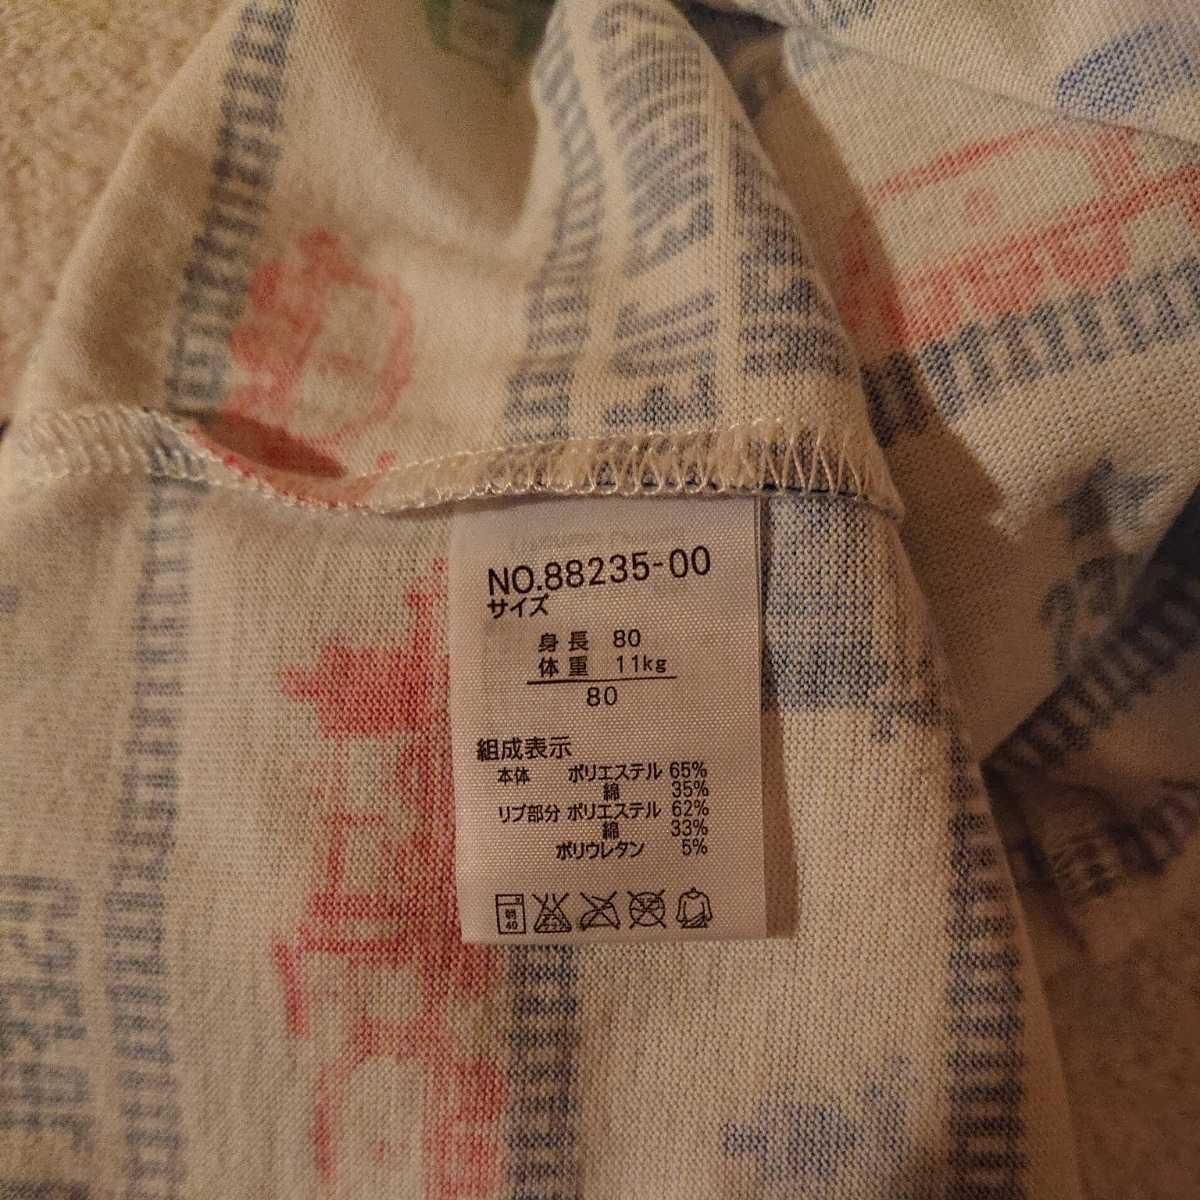 NO.88235-00
サイズ
身長 80
体重 11kg
80
組成表示
本体 ポリエステル 65%
綿 35%
リブ部分 ポリエステル 62%
綿 33%
ポリウレタン 5%
40